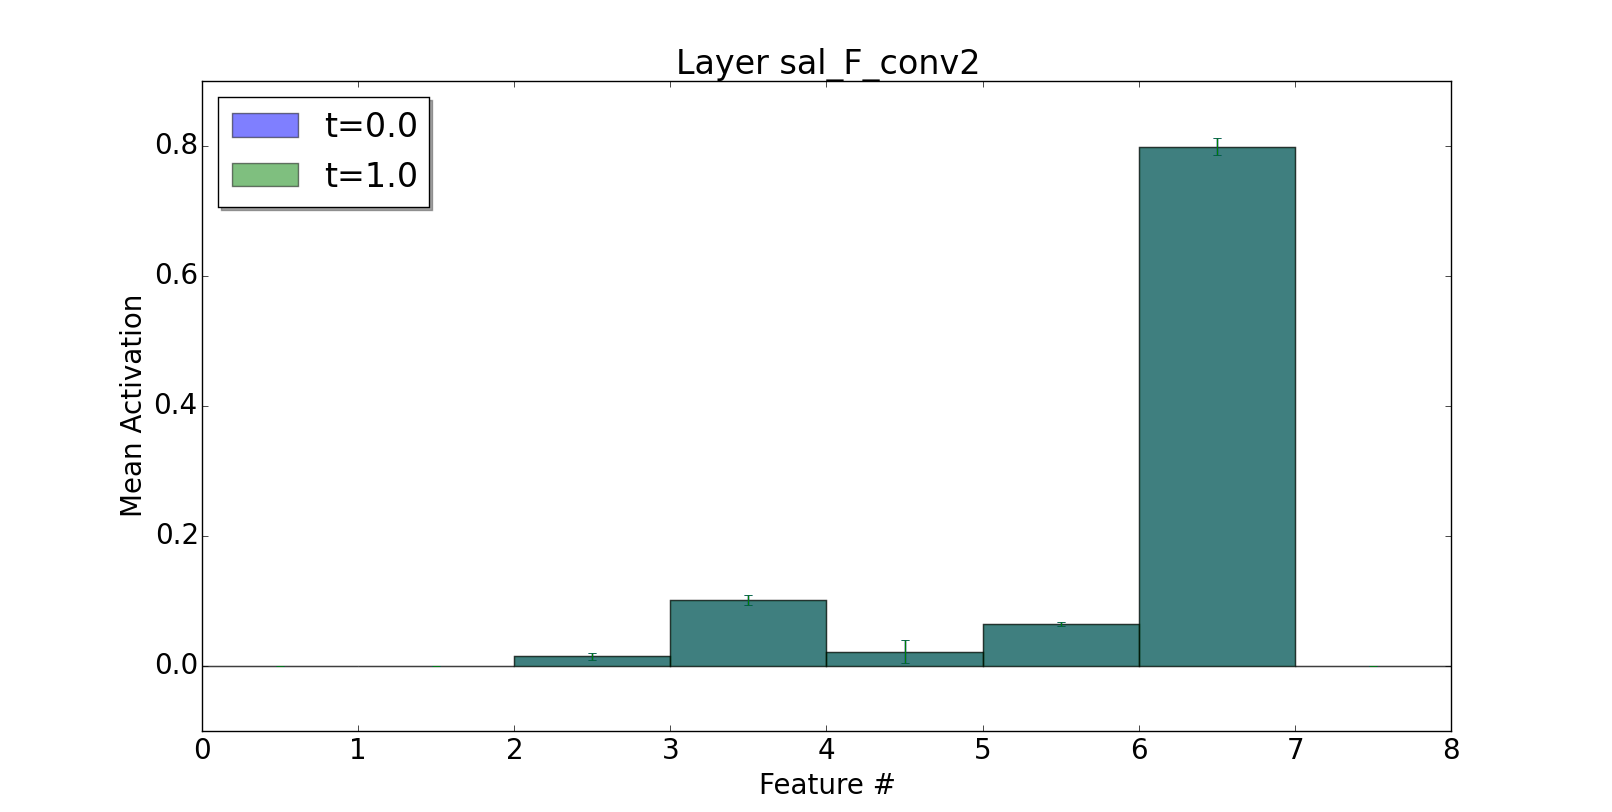 Layer sal_F_conv2
t=0.0
t=1.0
0.8
0.6
0.4
0.2
0.0
Mean Activation
0 1 2 3 4 5 6 7 8
Feature #